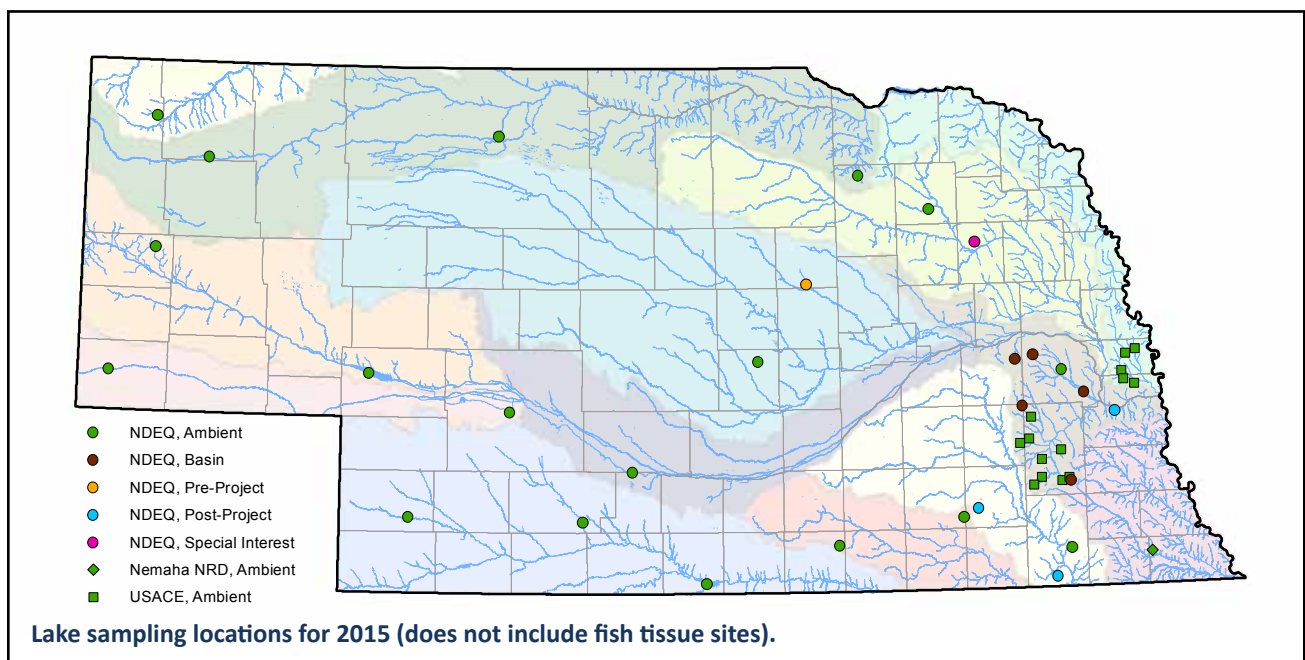 NDEQ, Ambient
NDEQ, Basin
NDEQ, Pre-Project
NDEQ, Post-Project
NDEQ, Special Interest
Nemaha NRD, Ambient
USACE, Ambient
Lake sampling locations for 2015 (does not include fish tissue sites).